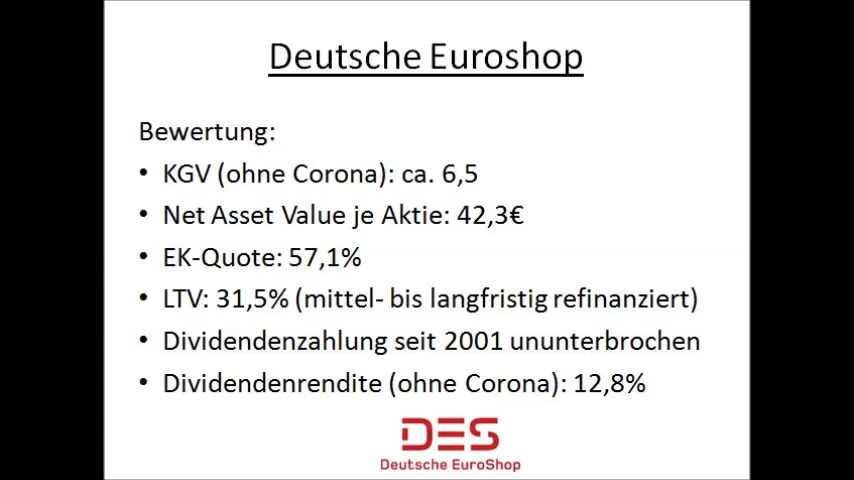 Deutsche Euroshop
Bewertung:
• KGV (ohne Corona): ca. 6,5
• Net Asset Value je Aktie: 42,3€
• EK-Quote: 57,1%
• LTV: 31,5% (mittel- bis langfristig refinanziert)
• Dividendenzahlung seit 2001 ununterbrochen
• Dividendenrendite (ohne Corona): 12,8%
DES
Deutsche EuroShop